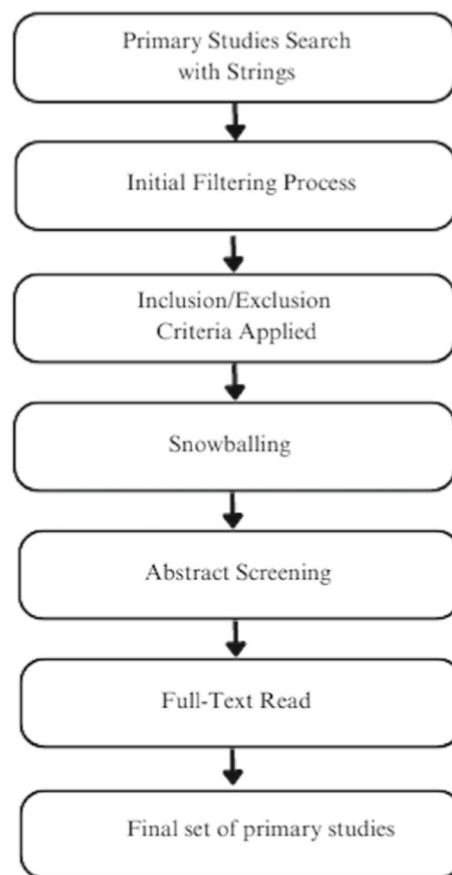 Primary Studies Search
with Strings
Initial Filtering Process
Inclusion/Exclusion
Criteria Applied
Snowballing
Abstract Screening
Full-Text Read
Final set of primary studies